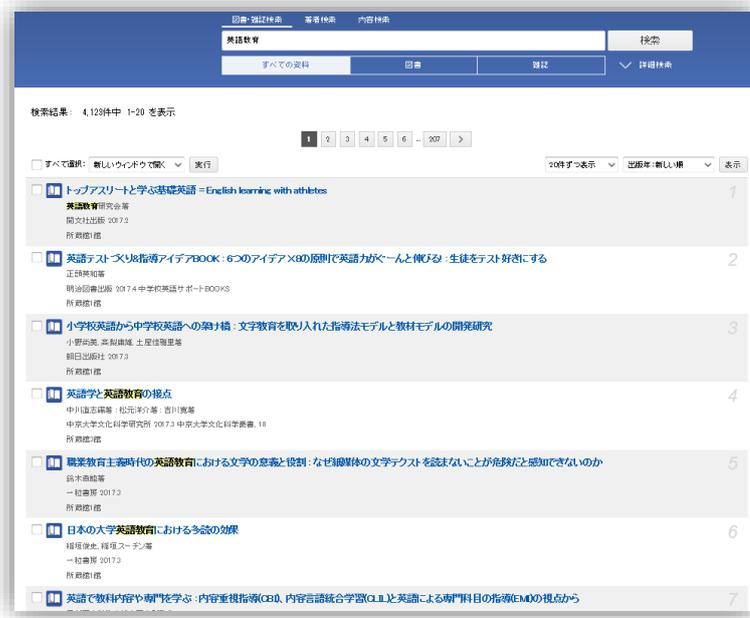 図書・雑誌検索 著者検索 内容検索
英語教育 検索
すべての資料 図書 雑誌 詳細検索
検索結果: 4,123件中 1-20 を表示
1 2 3 4 5 6 ... 207 >
すべて選択: 新しいウィンドウで開く 実行 20件ずつ表示 出版年:新しい順 表示
トップアスリートと学ぶ基礎英語 = English learning with athletes 1
英語教育研究会著
開文社出版 2017.2
所蔵館1館
英語テストづくり&指導アイデアBOOK : 6つのアイデア×8の原則で英語力がぐーんと伸びる! : 生徒をテスト好きにする 2
正頭英和著
明治図書出版 2017.4 中学校英語サポートBOOKS
所蔵館1館
小学校英語から中学校英語への架け橋 : 文字教育を取り入れた指導法モデルと教材モデルの開発研究 3
小野尚美, 高梨庸雄, 土屋佳雅里著
朝日出版社 2017.3
所蔵館1館
英語学と英語教育の接点 4
中川直志編著 ; 松元洋介著 ; 吉川寛著
中京大学文化科学研究所 2017.3 中京大学文化科学叢書, 18
所蔵館3館
職業教育主義時代の英語教育における文学の意義と役割 : なぜ紙媒体の文学テクストを読まないことが危険だと感知できないのか 5
鈴木章能著
一粒書房 2017.3
所蔵館1館
日本の大学英語教育における多読の効果 6
稲垣俊史, 稲垣スーチン著
一粒書房 2017.3
所蔵館1館
英語で教科内容や専門を学ぶ : 内容重視指導(CBI)、内容言語統合学習(CLIL)と英語による専門科目の指導(EMI)の視点から 7